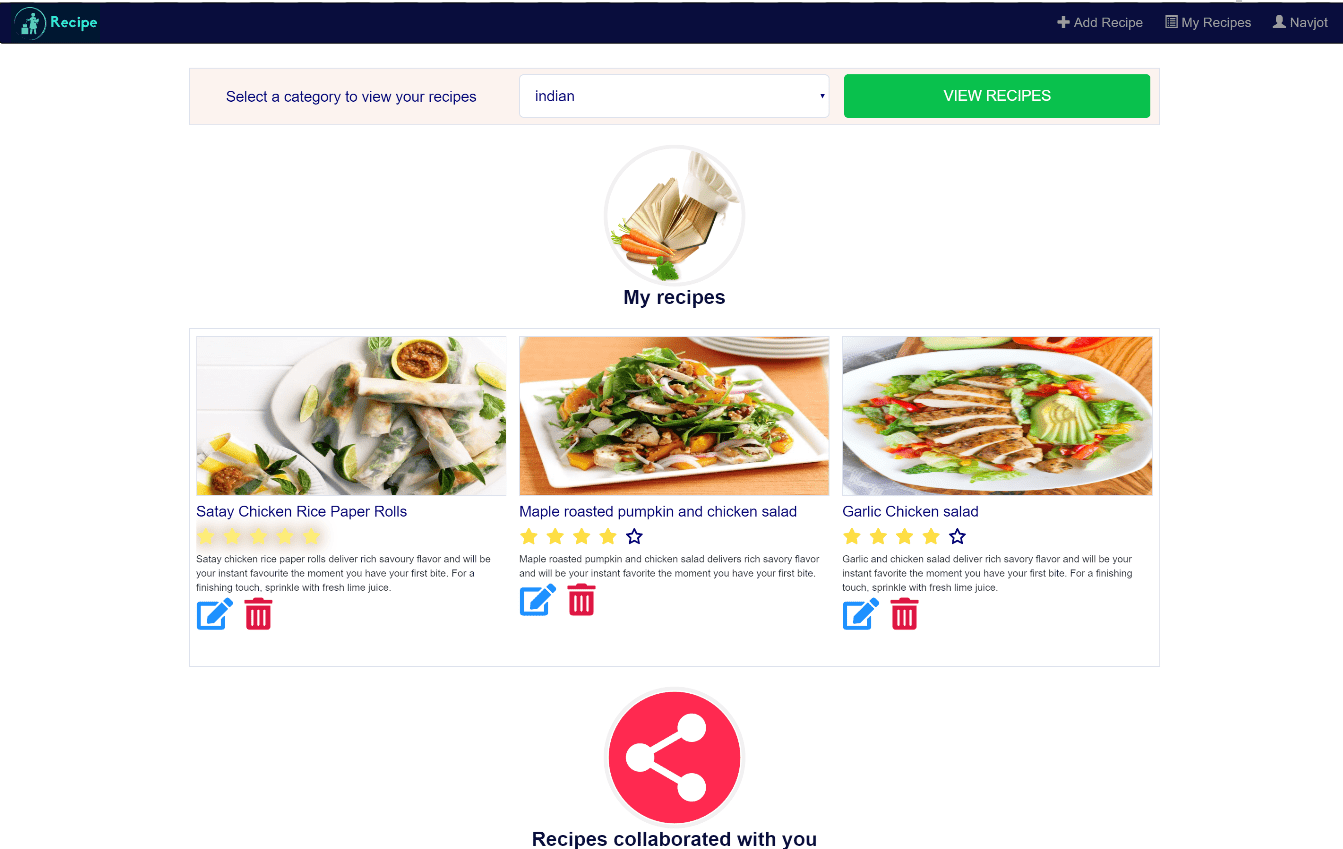 Recipe
Add Recipe
My Recipes
Navjot
Select a category to view your recipes
indian
VIEW RECIPES
My recipes
Satay Chicken Rice Paper Rolls
Satay chicken rice paper rolls deliver rich savoury flavor and will be
your instant favourite the moment you have your first bite. For a
finishing touch, sprinkle with fresh lime juice.
Maple roasted pumpkin and chicken salad
Maple roasted pumpkin and chicken salad delivers rich savory flavor
and will be your instant favorite the moment you have your first bite.
Garlic Chicken salad
Garlic and chicken salad deliver rich savory flavor and will be your
instant favorite the moment you have your first bite. For a finishing
touch, sprinkle with fresh lime juice.
Recipes collaborated with you